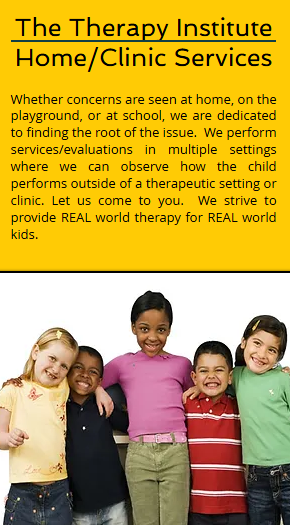 The Therapy Institute
Home/Clinic Services
Whether concerns are seen at home, on the
playground, or at school, we are dedicated
to finding the root of the issue.  We perform
services/evaluations in multiple settings
where we can observe how the child
performs outside of a therapeutic setting or
clinic. Let us come to you.  We strive to
provide REAL world therapy for REAL world
kids.